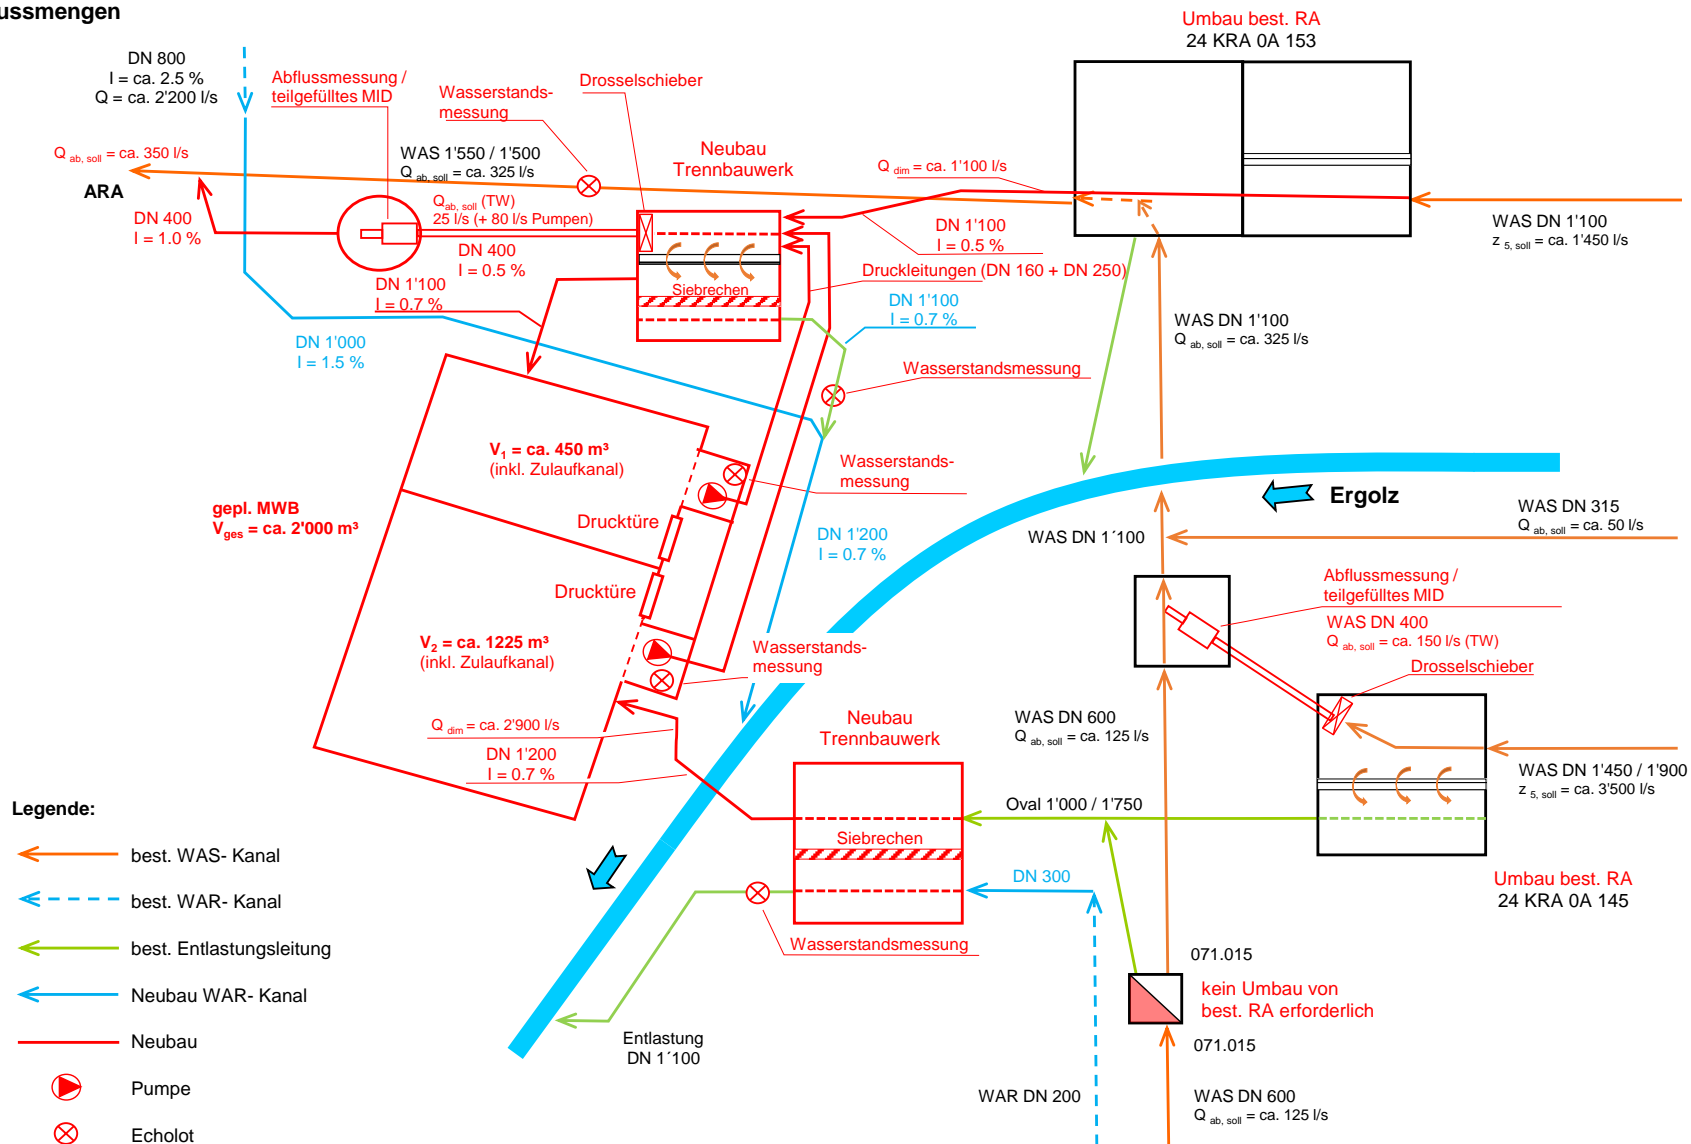 ussmengen
Umbau best. RA
24 KRA 0A 153
DN 800
I = ca. 2.5 %
Q = ca. 2'200 l/s
Abflussmessung /
teilgefülltes MID
Wasserstands-
messung
Drosselschieber
Neubau
Trennbauwerk
Q ab, soll = ca. 350 l/s
ARA
WAS 1'550 / 1'500
Q ab, soll = ca. 325 l/s
Q dim = ca. 1'100 l/s
DN 400
I = 1.0 %
Q ab, soll (TW)
25 l/s (+ 80 l/s Pumpen)
DN 400
I = 0.5 %
DN 1'100
I = 0.5 %
WAS DN 1'100
z 5, soll = ca. 1'450 l/s
DN 1'100
I = 0.7 %
Siebrechen
Druckleitungen (DN 160 + DN 250)
DN 1'100
I = 0.7 %
DN 1'000
I = 1.5 %
WAS DN 1'100
Q ab, soll = ca. 325 l/s
Wasserstandsmessung
V1 = ca. 450 m³
(inkl. Zulaufkanal)
Wasserstands-
messung
gepl. MWB
Vges = ca. 2'000 m³
Drucktüre
Drucktüre
DN 1'200
I = 0.7 %
Ergolz
WAS DN 315
Q ab, soll = ca. 50 l/s
WAS DN 1´100
Abflussmessung /
teilgefülltes MID
WAS DN 400
Q ab, soll = ca. 150 l/s (TW)
Drosselschieber
V2 = ca. 1225 m³
(inkl. Zulaufkanal)
Wasserstands-
messung
Q dim = ca. 2'900 l/s
DN 1'200
I = 0.7 %
Neubau
Trennbauwerk
WAS DN 600
Q ab, soll = ca. 125 l/s
WAS DN 1'450 / 1'900
z 5, soll = ca. 3'500 l/s
Oval 1'000 / 1'750
Siebrechen
DN 300
Umbau best. RA
24 KRA 0A 145
Wasserstandsmessung
071.015
kein Umbau von
best. RA erforderlich
071.015
Entlastung
DN 1´100
WAR DN 200
WAS DN 600
Q ab, soll = ca. 125 l/s
Legende:
best. WAS- Kanal
best. WAR- Kanal
best. Entlastungsleitung
Neubau WAR- Kanal
Neubau
Pumpe
Echolot